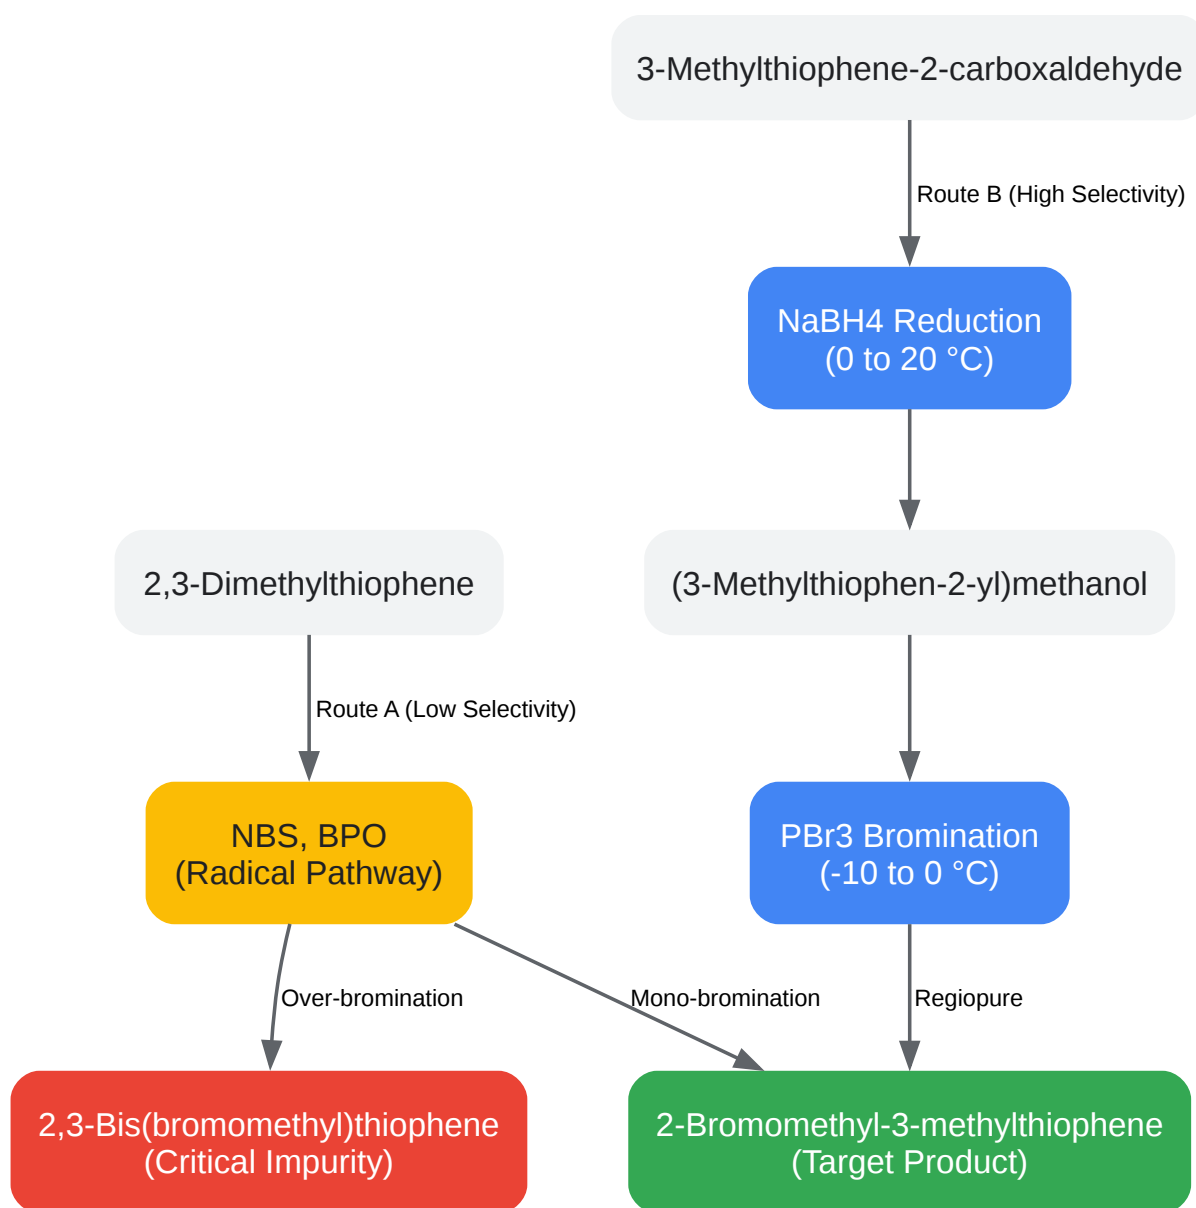 3-Methylthiophene-2-carboxaldehyde
Route B (High Selectivity)
NaBH4 Reduction
(0 to 20 °C)
2,3-Dimethylthiophene
(3-Methylthiophen-2-yl)methanol
Route A (Low Selectivity)
NBS, BPO
(Radical Pathway)
PBr3 Bromination
(-10 to 0 °C)
Over-bromination
Mono-bromination
Regiopure
2,3-Bis(bromomethyl)thiophene
(Critical Impurity)
2-Bromomethyl-3-methylthiophene
(Target Product)